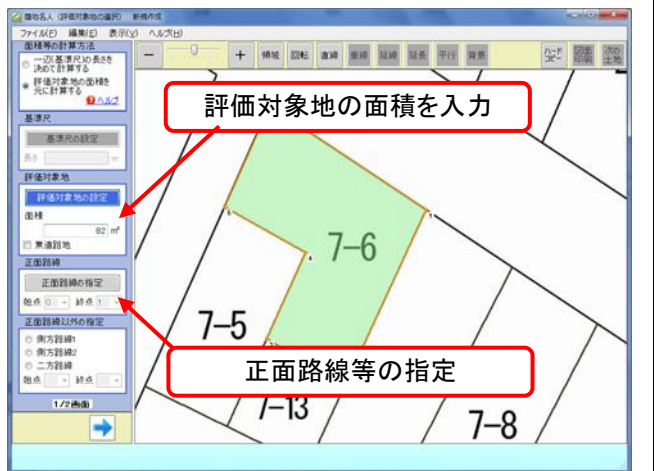 陰地名人 (評価対象地の選択) 新規作成
ファイル(F) 編集(E) 表示(V) ヘルプ(H)
面積等の計算方法
一辺(基準尺)の長さを
決めて計算する
評価対象地の面積を
元に計算する
ヘルプ
基準尺
基準尺の設定
長さ m
評価対象地
評価対象地の設定
面積
82 ㎡
無道路地
正面路線
正面路線の指定
始点 0 終点 1
正面路線以外の指定
側方路線1
側方路線2
二方路線
始点 終点
1/2画面
− + 領域 回転 直線 垂線 延線 延長 平行 背景
ハード
コピー
図面
印刷
次の
土地
評価対象地の面積を入力
7-6
5
1
4
3
7-5
正面路線等の指定
7-13
7-8